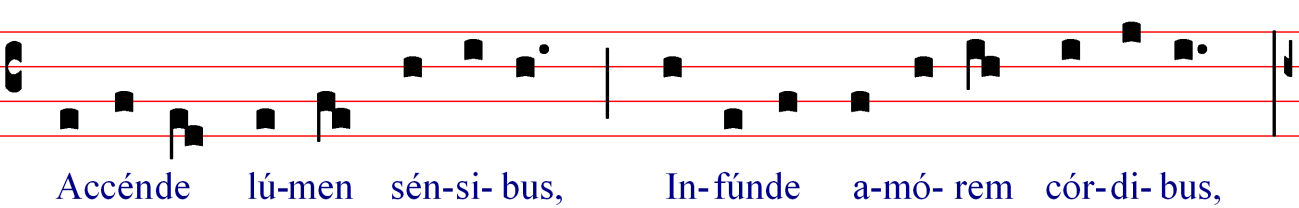 Accénde lú-men sén-si- bus, In-fúnde a-mó- rem cór-di- bus,